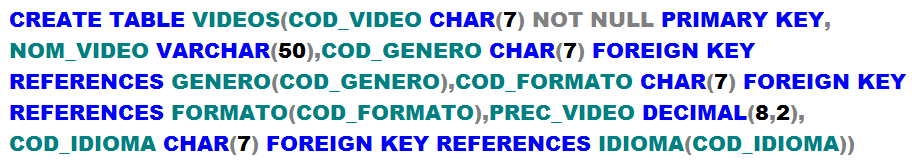 CREATE TABLE VIDEOS(COD_VIDEO CHAR(7) NOT NULL PRIMARY KEY,
NOM_VIDEO VARCHAR(50),COD_GENERO CHAR(7) FOREIGN KEY
REFERENCES GENERO(COD_GENERO),COD_FORMATO CHAR(7) FOREIGN KEY
REFERENCES FORMATO(COD_FORMATO),PREC_VIDEO DECIMAL(8,2),
COD_IDIOMA CHAR(7) FOREIGN KEY REFERENCES IDIOMA(COD_IDIOMA))